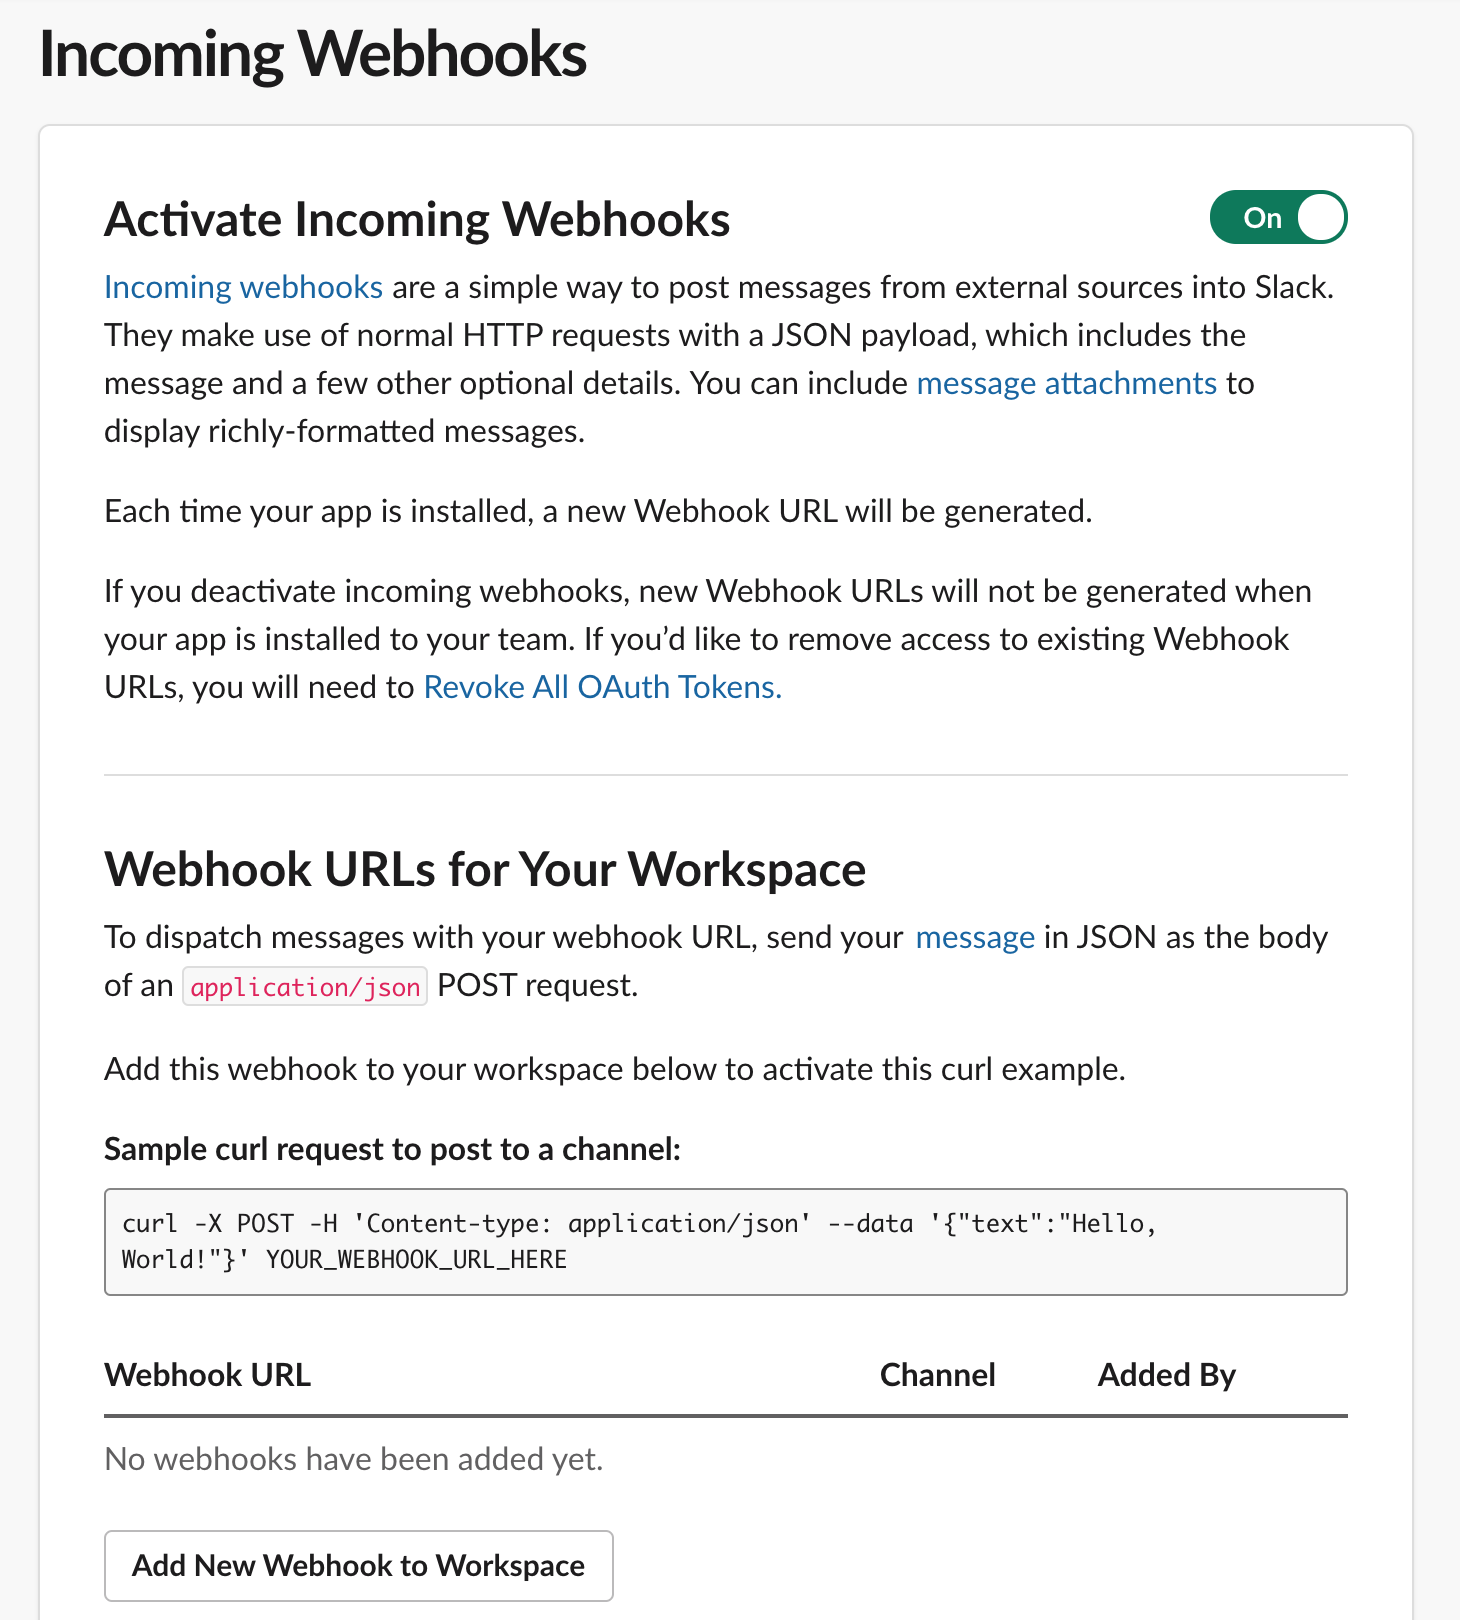 Incoming Webhooks
Activate Incoming Webhooks
On
Incoming webhooks are a simple way to post messages from external sources into Slack.
They make use of normal HTTP requests with a JSON payload, which includes the
message and a few other optional details. You can include message attachments to
display richly-formatted messages.
Each time your app is installed, a new Webhook URL will be generated.
If you deactivate incoming webhooks, new Webhook URLs will not be generated when
your app is installed to your team. If you’d like to remove access to existing Webhook
URLs, you will need to Revoke All OAuth Tokens.
Webhook URLs for Your Workspace
To dispatch messages with your webhook URL, send your message in JSON as the body
of an application/json POST request.
Add this webhook to your workspace below to activate this curl example.
Sample curl request to post to a channel:
curl -X POST -H 'Content-type: application/json' --data '{"text":"Hello,
World!"}' YOUR_WEBHOOK_URL_HERE
Webhook URL Channel Added By
No webhooks have been added yet.
Add New Webhook to Workspace